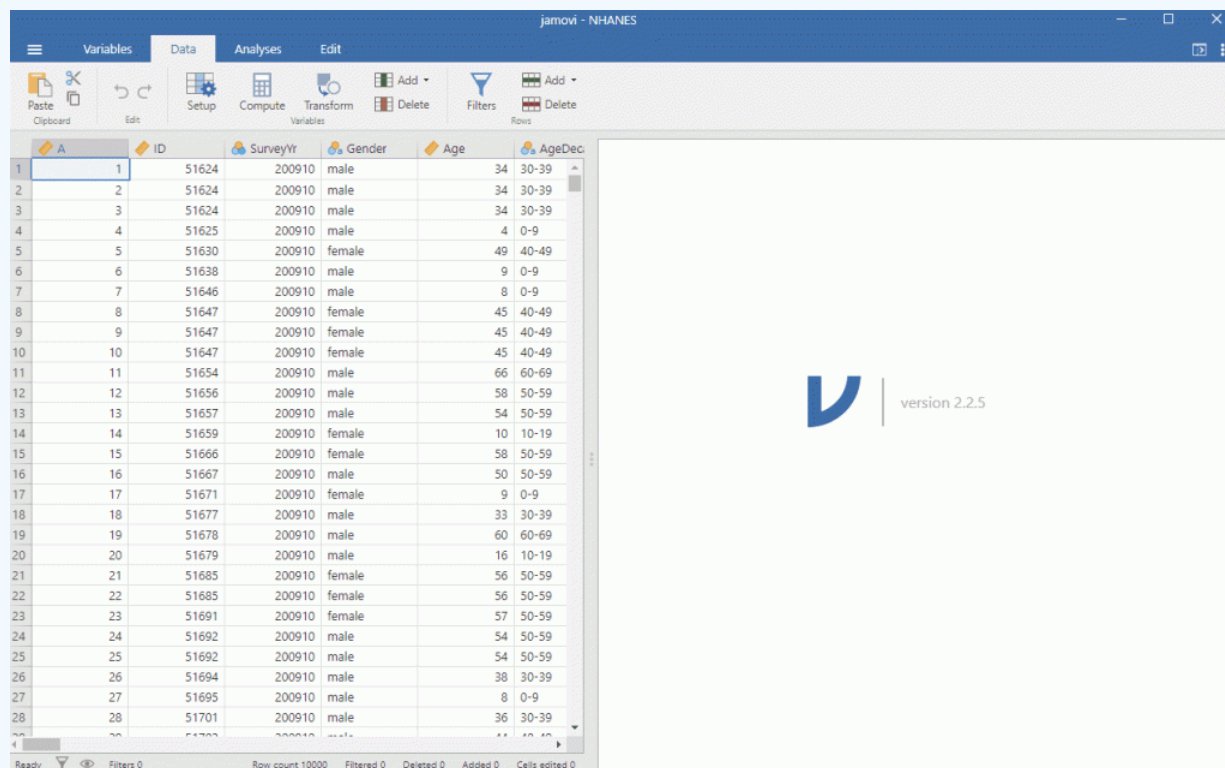 jamovi - NHANES
Variables Data Analyses Edit
Paste Setup Compute Transform Add Delete Filters Add Delete
Clipboard Edit Variables Rows
A ID SurveyYr Gender Age AgeDec
1 1 51624 200910 male 34 30-39
2 2 51624 200910 male 34 30-39
3 3 51624 200910 male 34 30-39
4 4 51625 200910 male 4 0-9
5 5 51630 200910 female 49 40-49
6 6 51638 200910 male 9 0-9
7 7 51646 200910 male 8 0-9
8 8 51647 200910 female 45 40-49
9 9 51647 200910 female 45 40-49
10 10 51647 200910 female 45 40-49
11 11 51654 200910 male 66 60-69
12 12 51656 200910 male 58 50-59
13 13 51657 200910 male 54 50-59
version 2.2.5
14 14 51659 200910 female 10 10-19
15 15 51666 200910 female 58 50-59
16 16 51667 200910 male 50 50-59
17 17 51671 200910 female 9 0-9
18 18 51677 200910 male 33 30-39
19 19 51678 200910 male 60 60-69
20 20 51679 200910 male 16 10-19
21 21 51685 200910 female 56 50-59
22 22 51685 200910 female 56 50-59
23 23 51691 200910 female 57 50-59
24 24 51692 200910 male 54 50-59
25 25 51692 200910 male 54 50-59
26 26 51694 200910 male 38 30-39
27 27 51695 200910 male 8 0-9
28 28 51701 200910 male 36 30-39
Ready Filters 0 Row count 10000 Filtered 0 Deleted 0 Added 0 Cells edited 0